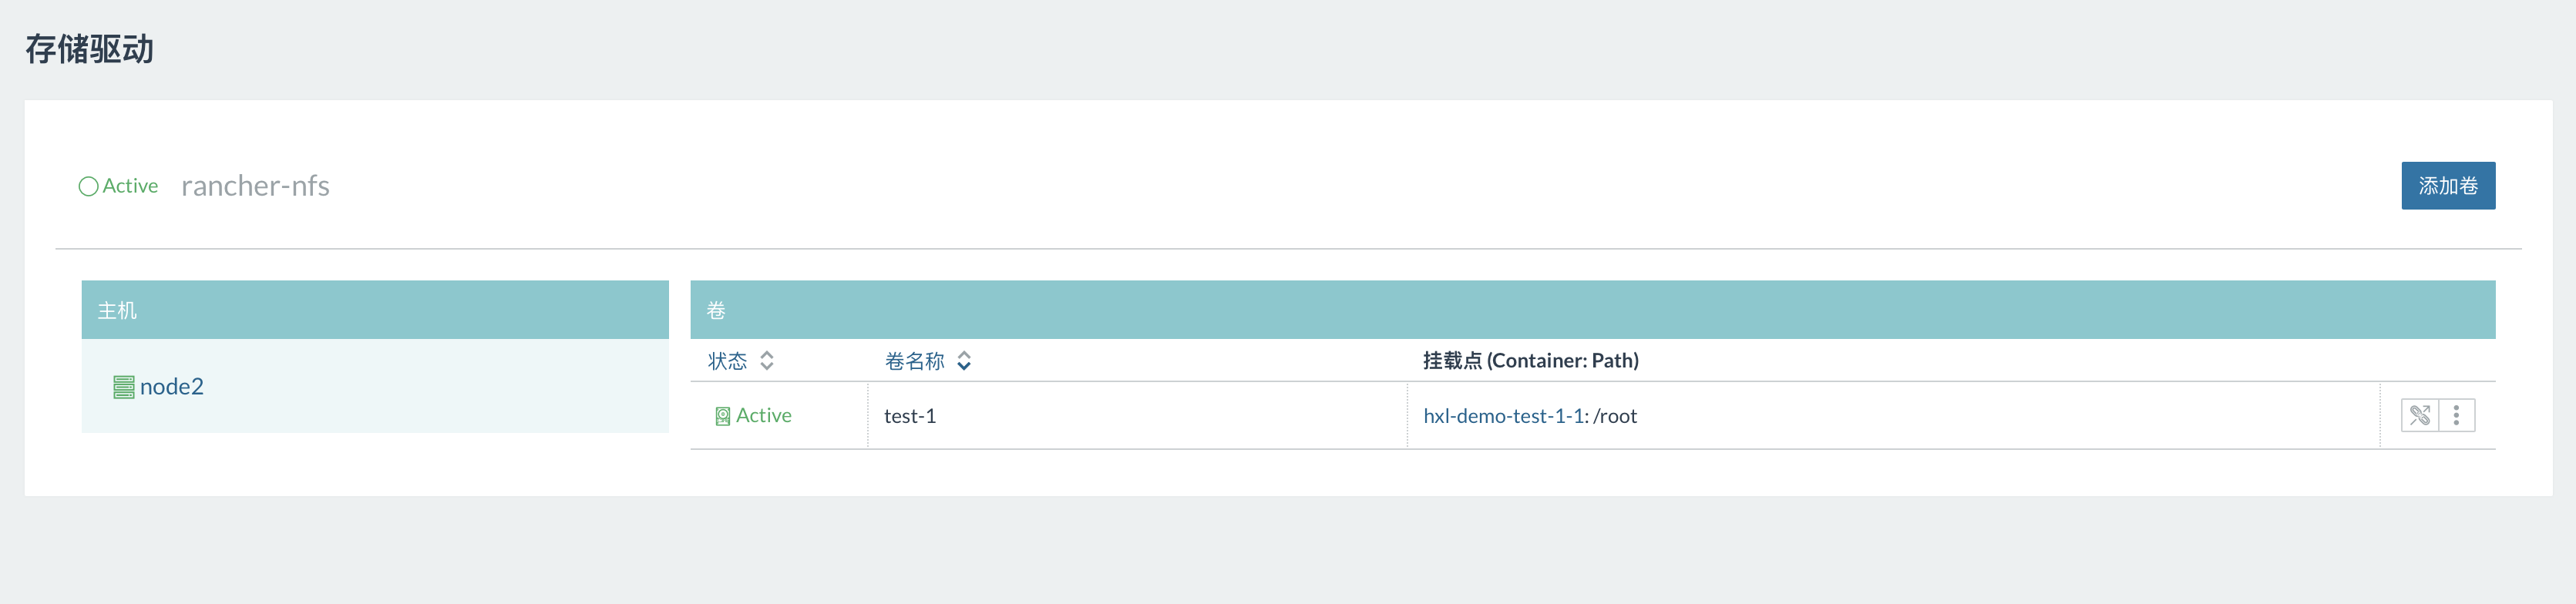 存储驱动
Active rancher-nfs 添加卷
主机 卷
状态 卷名称 挂载点 (Container: Path)
node2
Active test-1 hxl-demo-test-1-1: /root